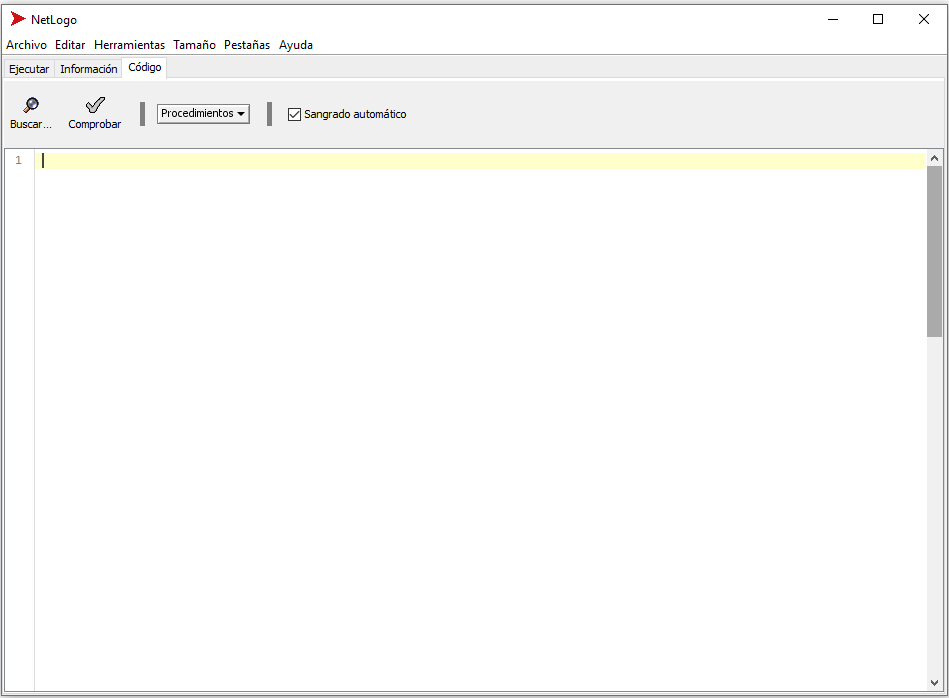 NetLogo
Archivo Editar Herramientas Tamaño Pestañas Ayuda
Ejecutar Información Código
Buscar... Comprobar Procedimientos Sangrado automático
1